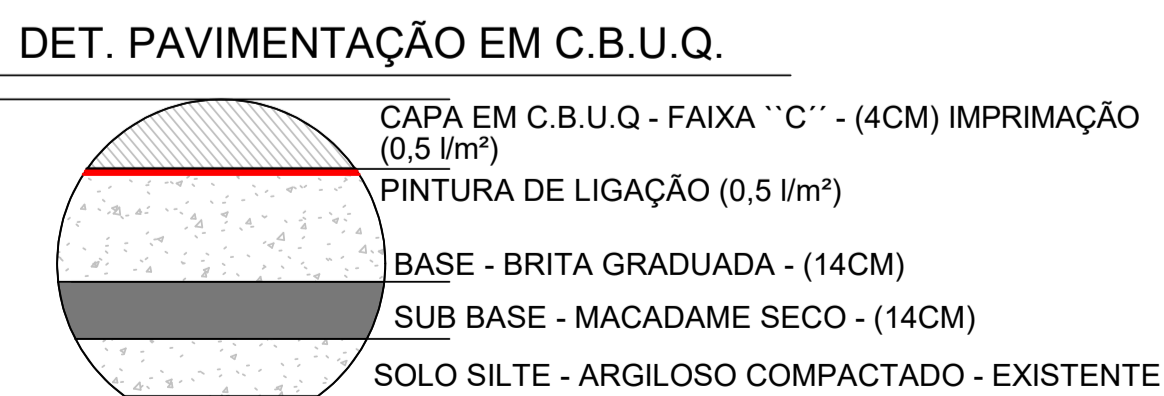 DET. PAVIMENTAÇÃO EM C.B.U.Q.
CAPA EM C.B.U.Q - FAIXA ``C´´ - (4CM) IMPRIMAÇÃO
(0,5 l/m²)
PINTURA DE LIGAÇÃO (0,5 l/m²)
BASE - BRITA GRADUADA - (14CM)
SUB BASE - MACADAME SECO - (14CM)
SOLO SILTE - ARGILOSO COMPACTADO - EXISTENTE